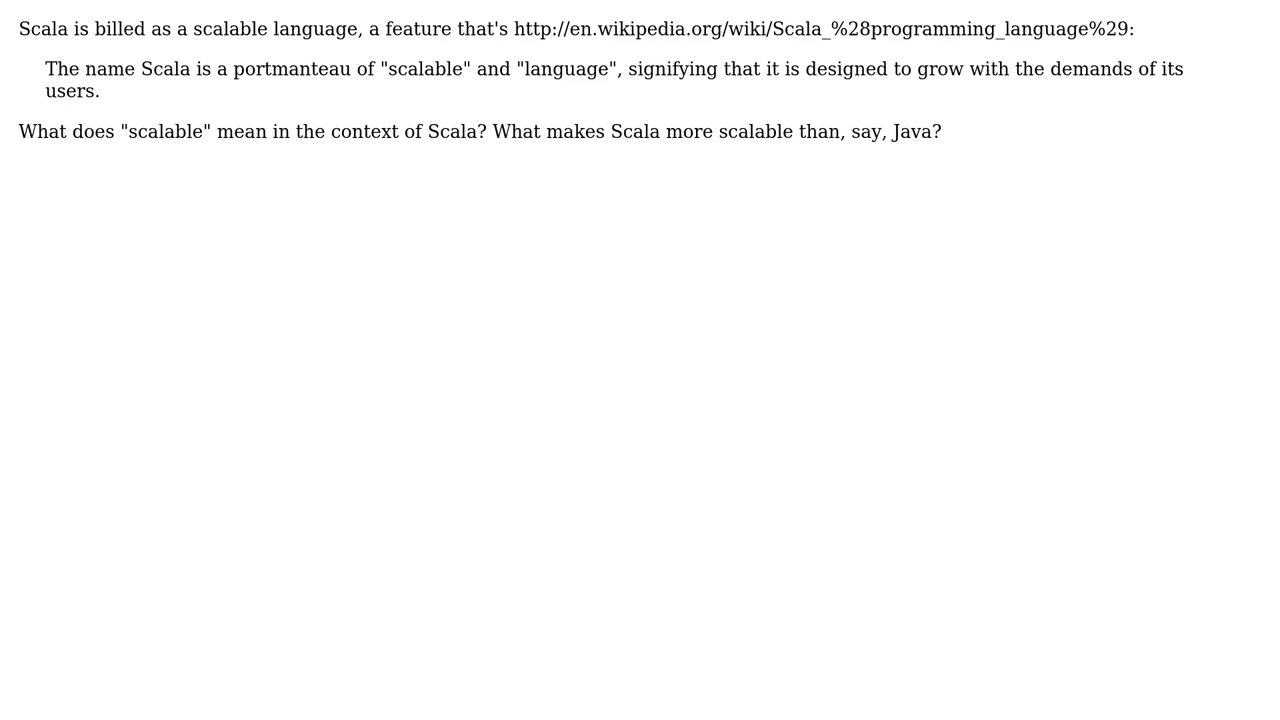 Scala is billed as a scalable language, a feature that's http://en.wikipedia.org/wiki/Scala_%28programming_language%29:
The name Scala is a portmanteau of "scalable" and "language", signifying that it is designed to grow with the demands of its
users.
What does "scalable" mean in the context of Scala? What makes Scala more scalable than, say, Java?